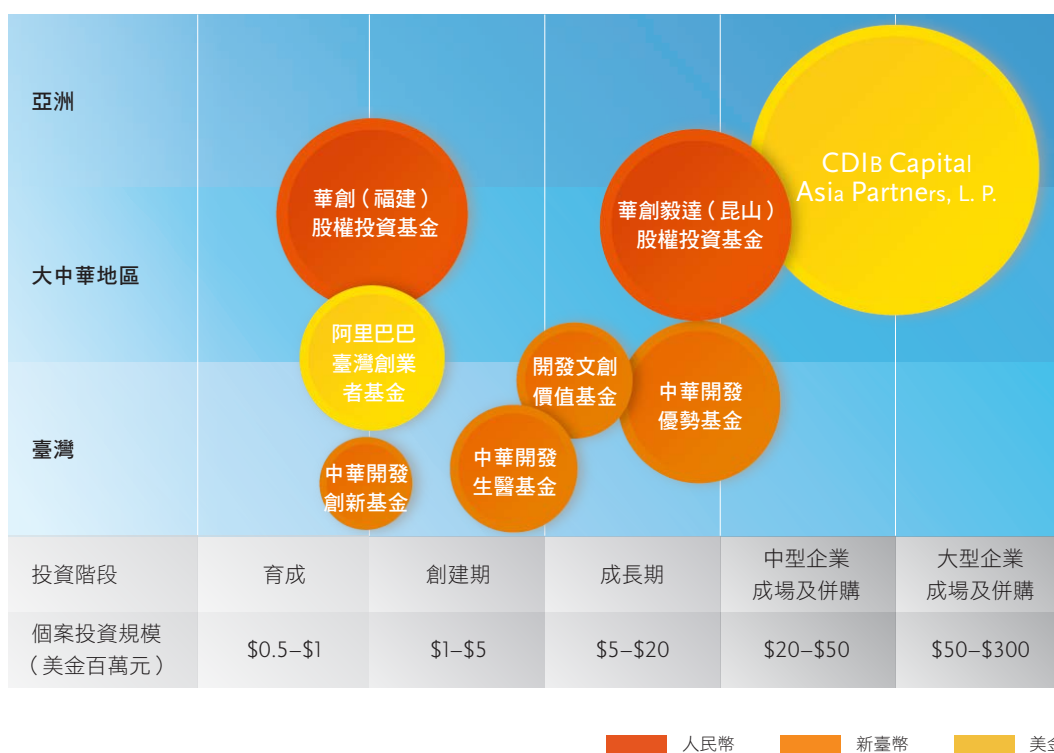 亞洲
CDIB Capital
Asia Partners, L. P.
華創（福建）
股權投資基金
華創毅達（昆山）
股權投資基金
大中華地區
阿里巴巴
臺灣創業
者基金
開發文創
價值基金
中華開發
優勢基金
臺灣
中華開發
生醫基金
中華開發
創新基金
投資階段
育成
創建期
成長期
中型企業
成場及併購
大型企業
成場及併購
個案投資規模
（美金百萬元）
$0.5–$1
$1–$5
$5–$20
$20–$50
$50–$300
人民幣
新臺幣
美金